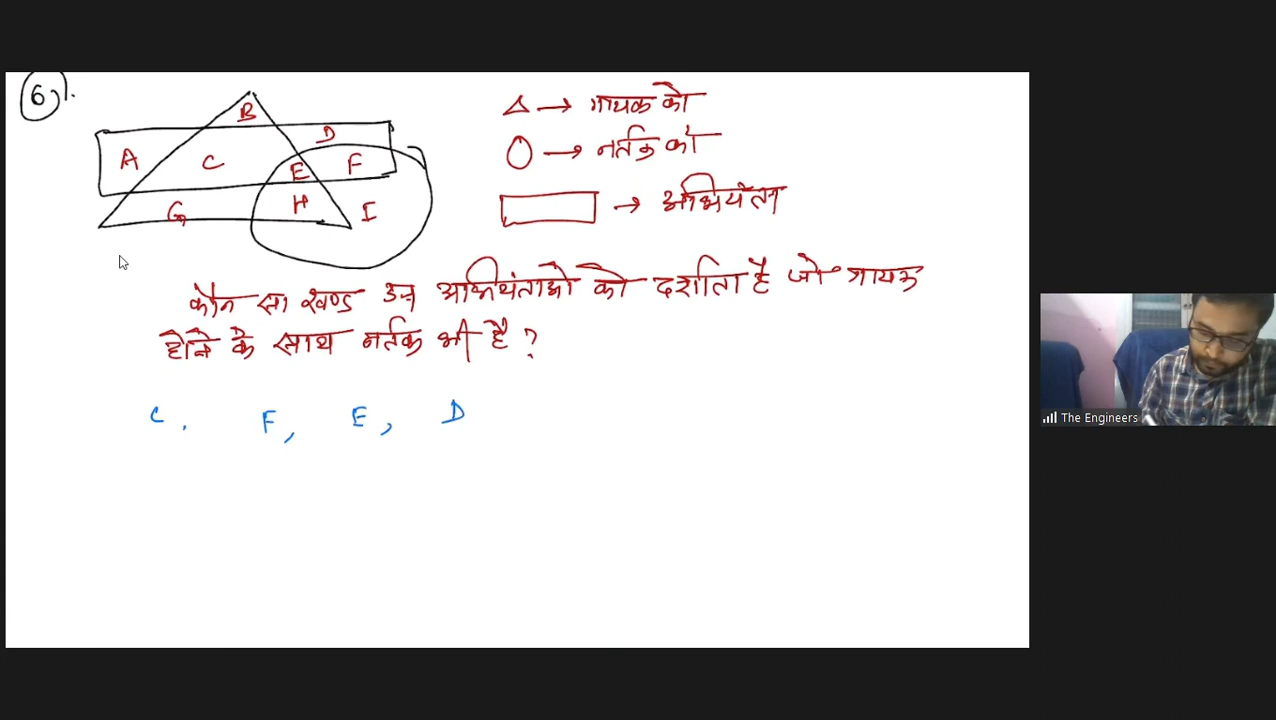 6).
B
D
A
C
E
F
G
H
I
△ → गायक को
○ → नर्तक को
▭ → अभियंता
कौन सा खण्ड उन अभियंताओ को दर्शाता है जो गायक
होने के साथ नर्तक भी है ?
C, F, E, D
The Engineers